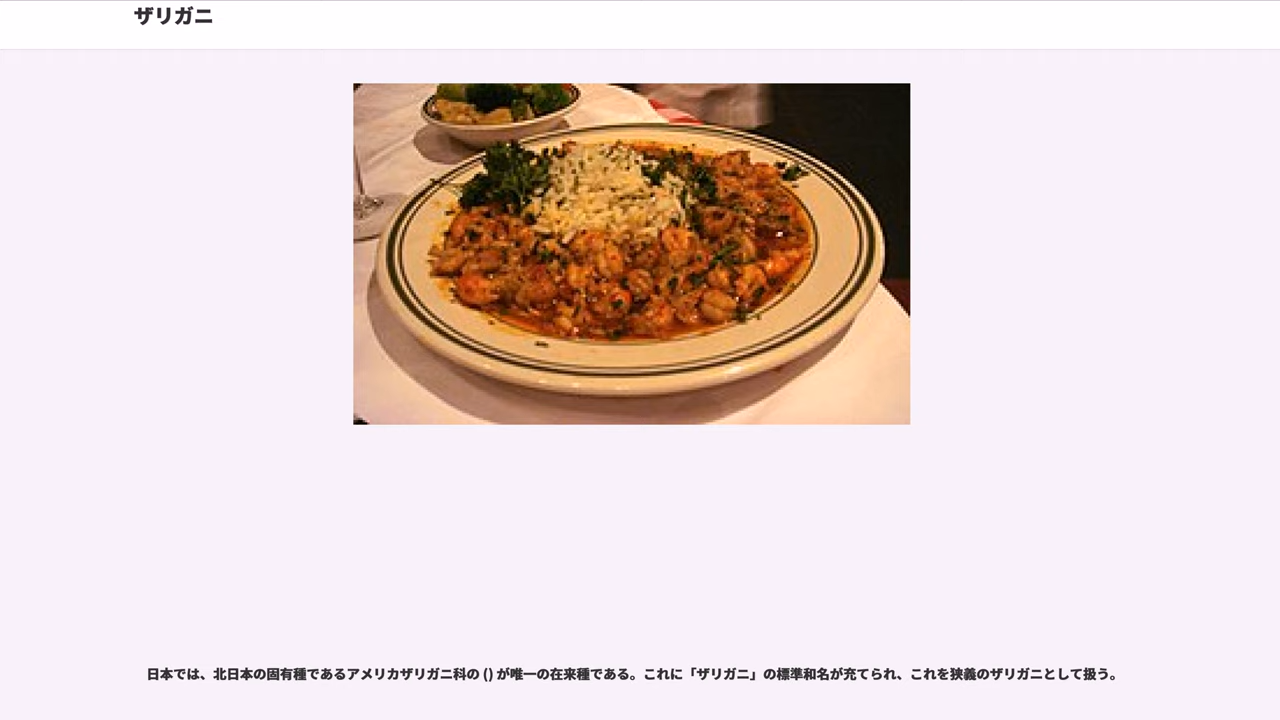 ザリガニ
日本では、北日本の固有種であるアメリカザリガニ科の () が唯一の在来種である。これに「ザリガニ」の標準和名が充てられ、これを狭義のザリガニとして扱う。